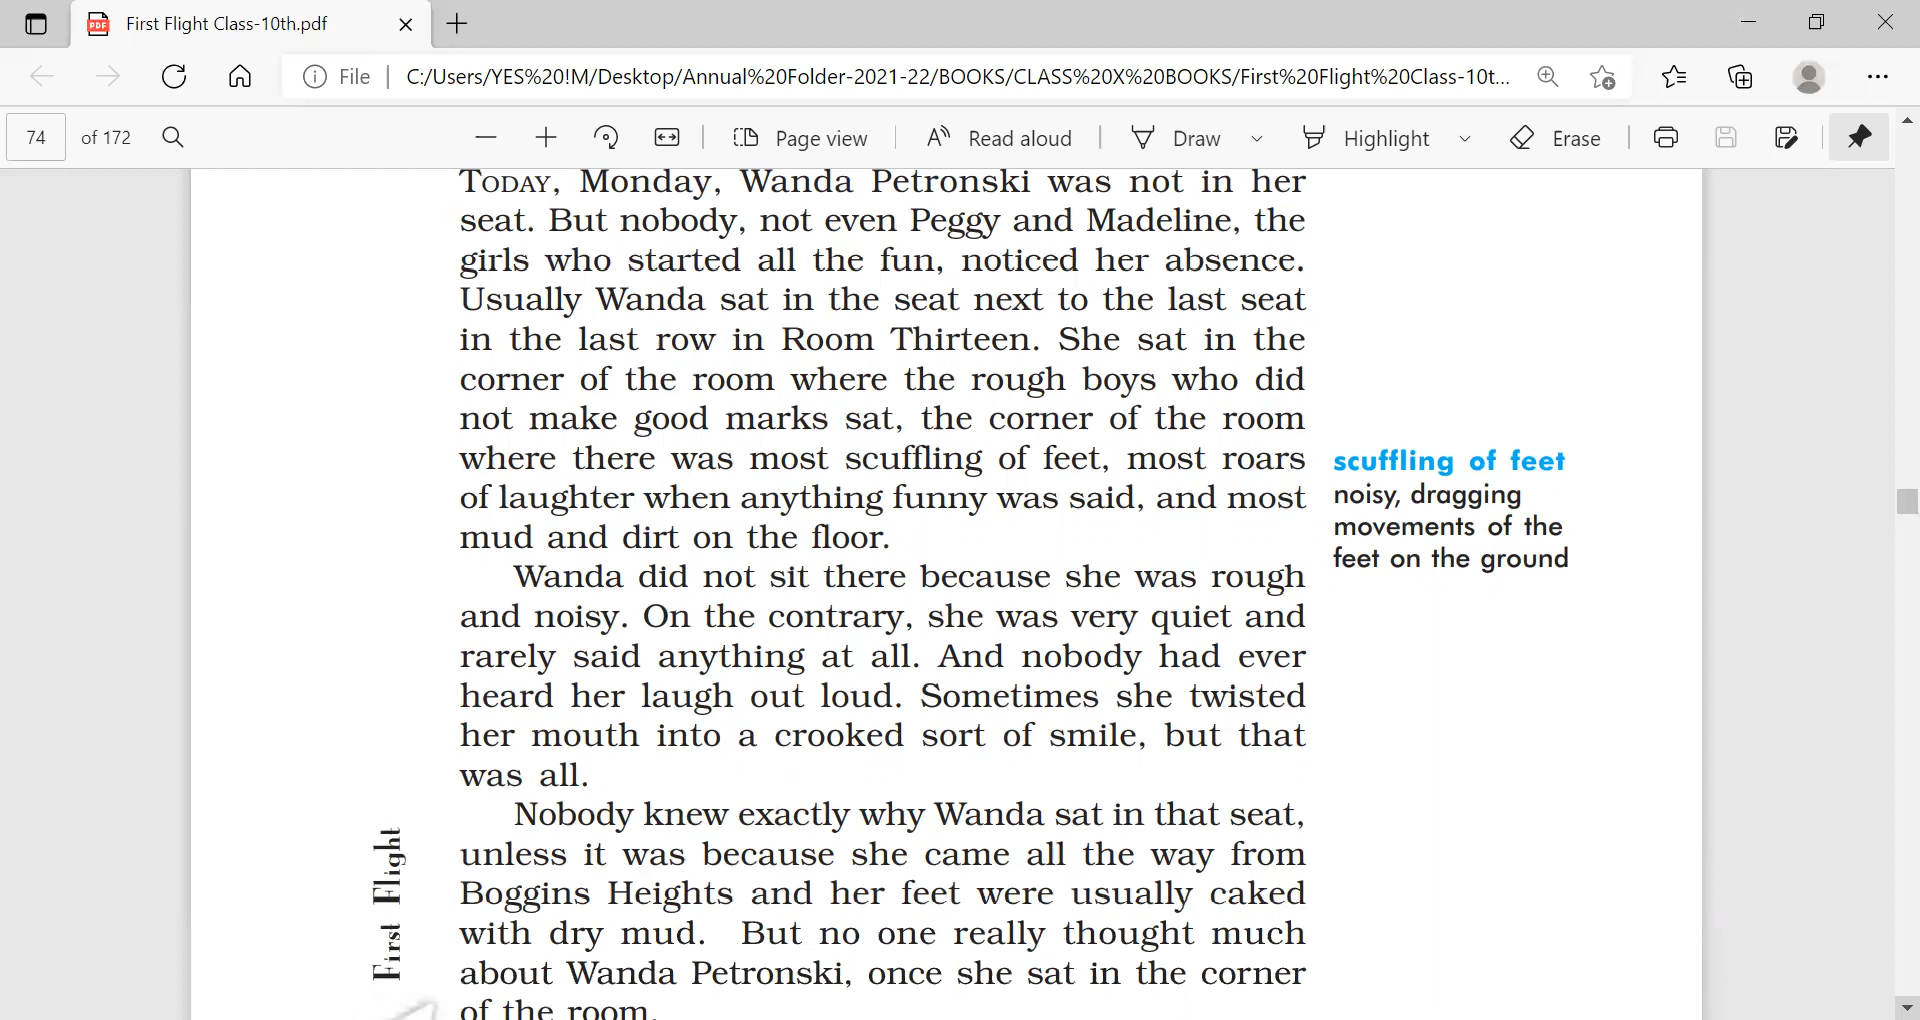 First Flight Class-10th.pdf
File
C:/Users/YES%20!M/Desktop/Annual%20Folder-2021-22/BOOKS/CLASS%20X%20BOOKS/First%20Flight%20Class-10t...
74 of 172
Page view
Read aloud
Draw
Highlight
Erase
TODAY, Monday, Wanda Petronski was not in her
seat. But nobody, not even Peggy and Madeline, the
girls who started all the fun, noticed her absence.
Usually Wanda sat in the seat next to the last seat
in the last row in Room Thirteen. She sat in the
corner of the room where the rough boys who did
not make good marks sat, the corner of the room
where there was most scuffling of feet, most roars
of laughter when anything funny was said, and most
mud and dirt on the floor.
scuffling of feet
noisy, dragging
movements of the
feet on the ground
Wanda did not sit there because she was rough
and noisy. On the contrary, she was very quiet and
rarely said anything at all. And nobody had ever
heard her laugh out loud. Sometimes she twisted
her mouth into a crooked sort of smile, but that
was all.
Nobody knew exactly why Wanda sat in that seat,
unless it was because she came all the way from
Boggins Heights and her feet were usually caked
with dry mud. But no one really thought much
about Wanda Petronski, once she sat in the corner
of the room.
First Flight